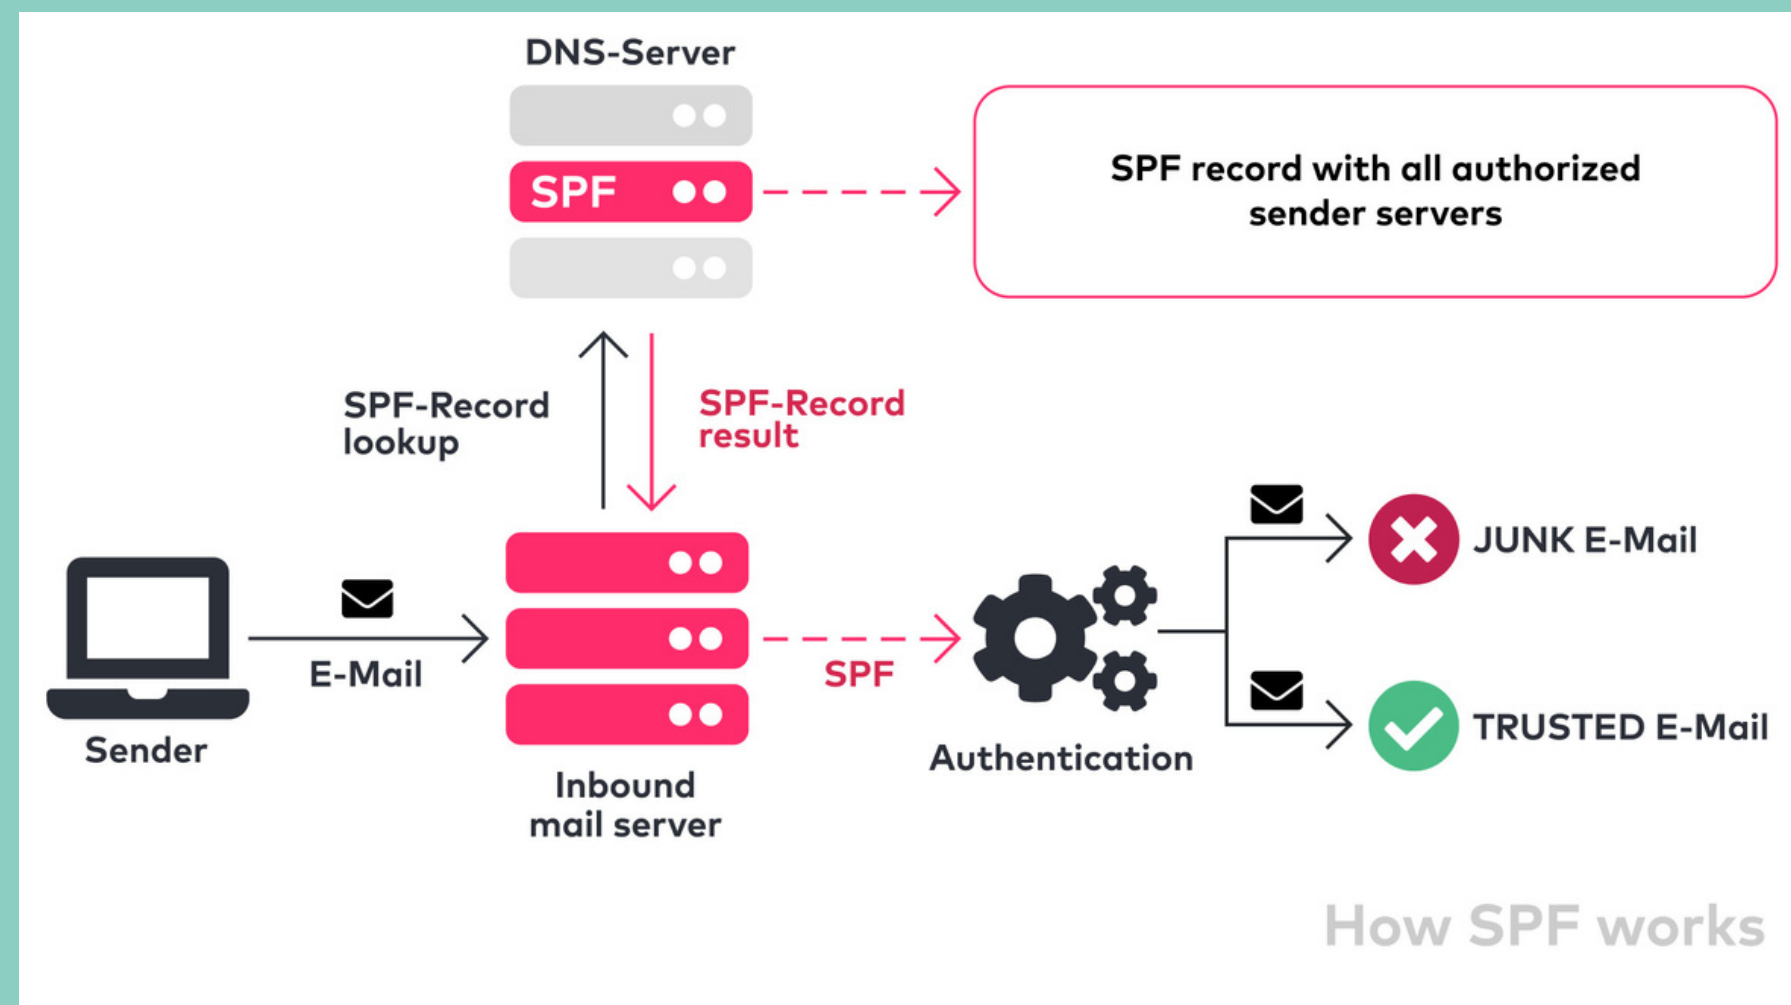 DNS-Server
SPF
SPF record with all authorized
sender servers
SPF-Record
lookup
SPF-Record
result
E-Mail
Sender
Inbound
mail server
SPF
Authentication
JUNK E-Mail
TRUSTED E-Mail
How SPF works